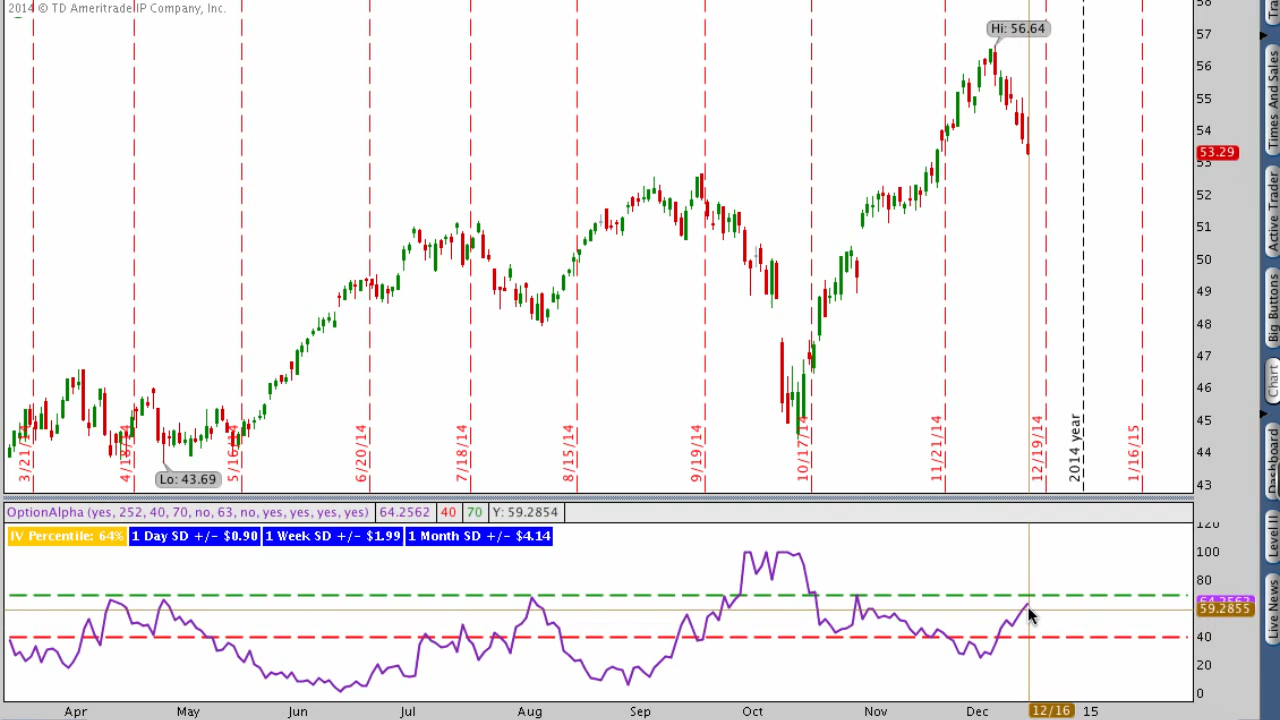 2014 © TD Ameritrade IP Company, Inc.
Hi: 56.64
57
56
55
54
53.29
53
52
51
50
49
48
47
46
45
44
43
Lo: 43.69
3/21/14
4/18/14
5/16/14
6/20/14
7/18/14
8/15/14
9/19/14
10/17/14
11/21/14
12/19/14
2014 year
1/16/15
OptionAlpha (yes, 252, 40, 70, no, 63, no, yes, yes, yes, yes) 64.2562 40 70 Y: 59.2854
IV Percentile: 64% 1 Day SD +/- $0.90 1 Week SD +/- $1.99 1 Month SD +/- $4.14
120
100
80
64.2562
59.2855
40
20
0
Apr May Jun Jul Aug Sep Oct Nov Dec 12/16 15
Times And Sales
Active Trader
Big Buttons
Chart
Dashboard
Level II
Live News